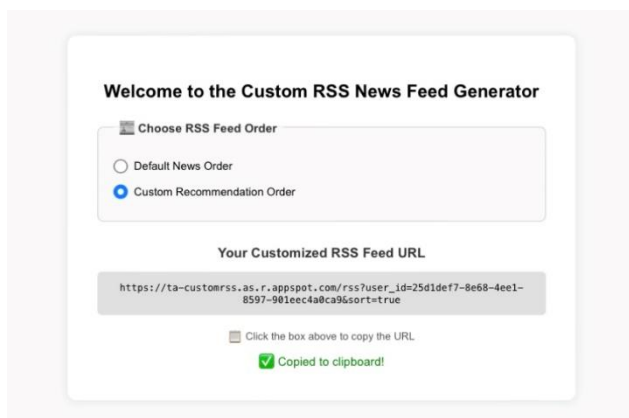 Welcome to the Custom RSS News Feed Generator
Choose RSS Feed Order
Default News Order
Custom Recommendation Order
Your Customized RSS Feed URL
https://ta-customrss.as.r.appspot.com/rss?user_id=25d1def7-8e68-4ee1-
8597-901eec4a0ca9&sort=true
Click the box above to copy the URL
Copied to clipboard!